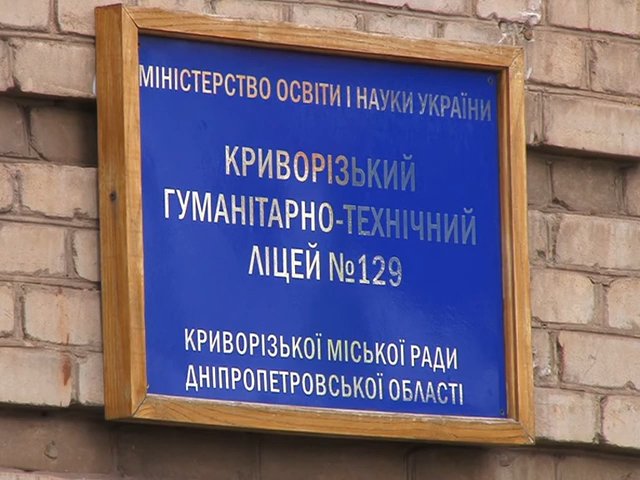 МІНІСТЕРСТВО ОСВІТИ І НАУКИ УКРАЇНИ
КРИВОРІЗЬКИЙ
ГУМАНІТАРНО-ТЕХНІЧНИЙ
ЛІЦЕЙ №129
КРИВОРІЗЬКОЇ МІСЬКОЇ РАДИ
ДНІПРОПЕТРОВСЬКОЇ ОБЛАСТІ